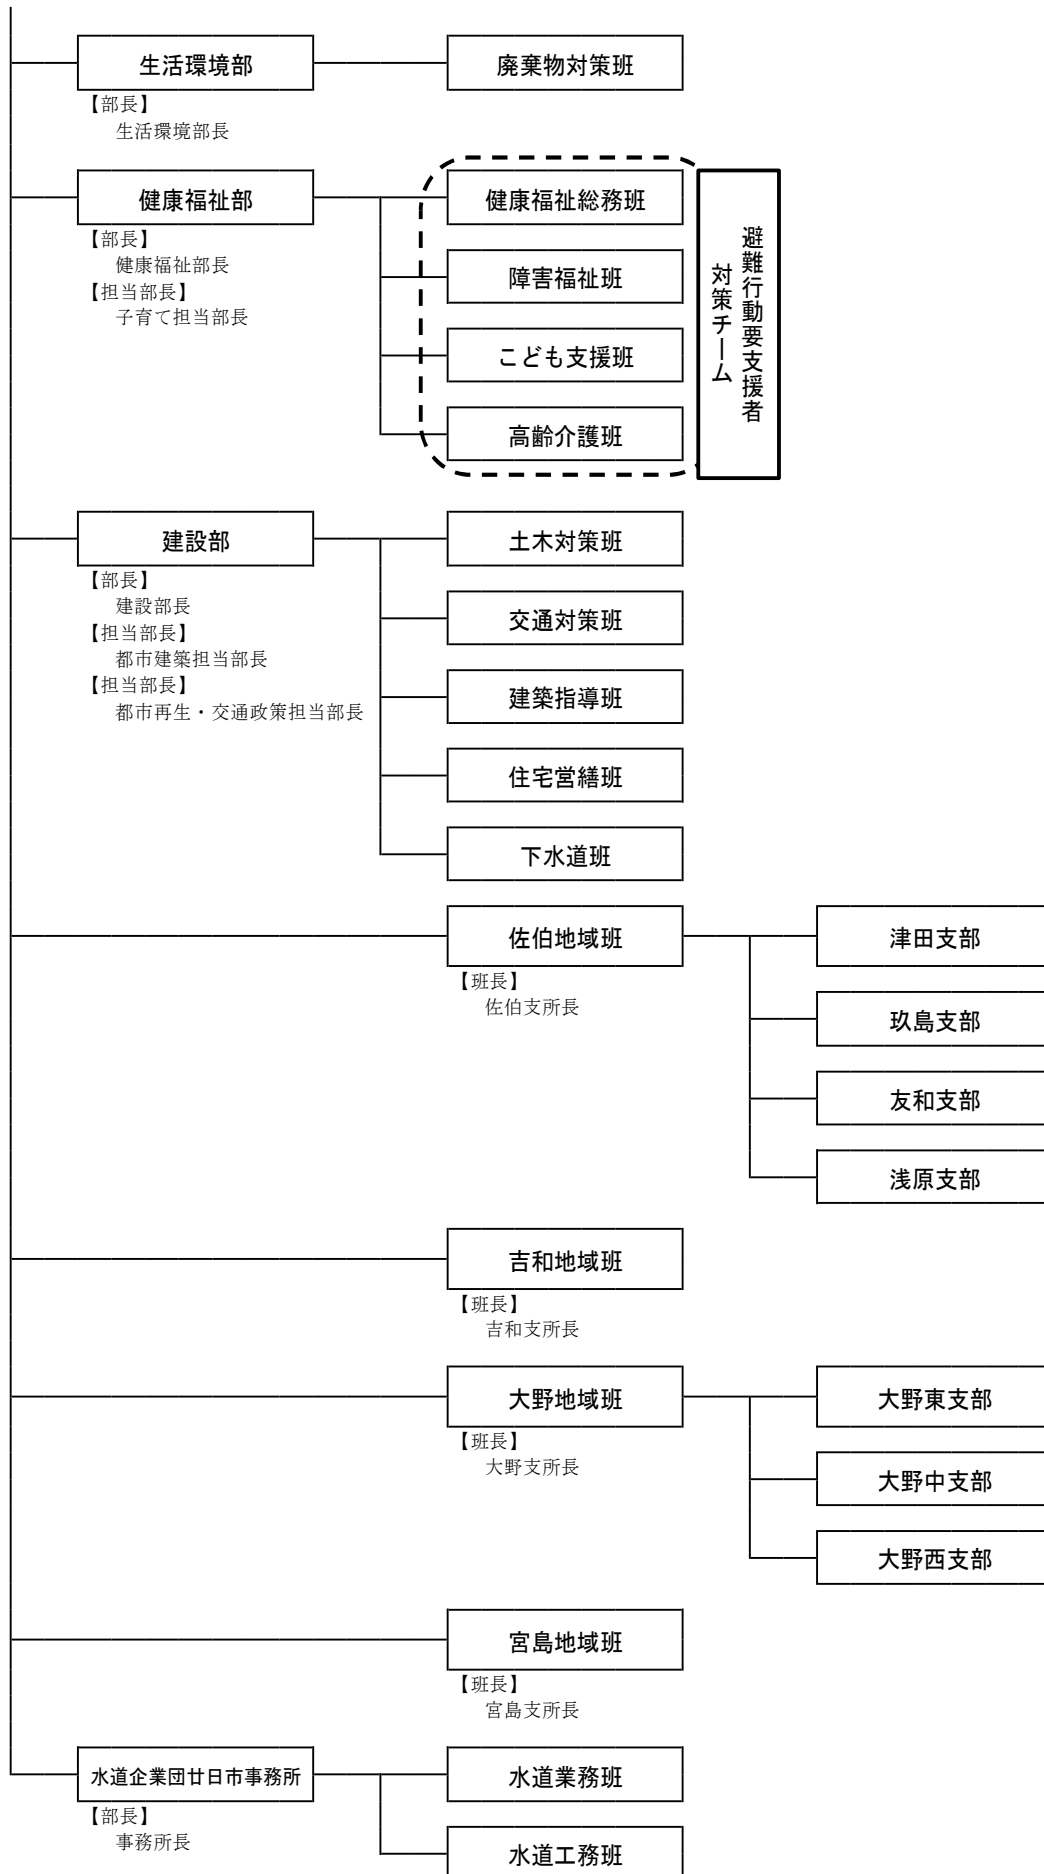 生活環境部
廃棄物対策班
【部長】
生活環境部長
健康福祉部
【部長】
健康福祉部長
【担当部長】
子育て担当部長
健康福祉総務班
障害福祉班
こども支援班
高齢介護班
避難行動要支援者
対策チーム
建設部
【部長】
建設部長
【担当部長】
都市建築担当部長
【担当部長】
都市再生・交通政策担当部長
土木対策班
交通対策班
建築指導班
住宅営繕班
下水道班
佐伯地域班
【班長】
佐伯支所長
津田支部
玖島支部
友和支部
浅原支部
吉和地域班
【班長】
吉和支所長
大野地域班
【班長】
大野支所長
大野東支部
大野中支部
大野西支部
宮島地域班
【班長】
宮島支所長
水道企業団廿日市事務所
【部長】
事務所長
水道業務班
水道工務班